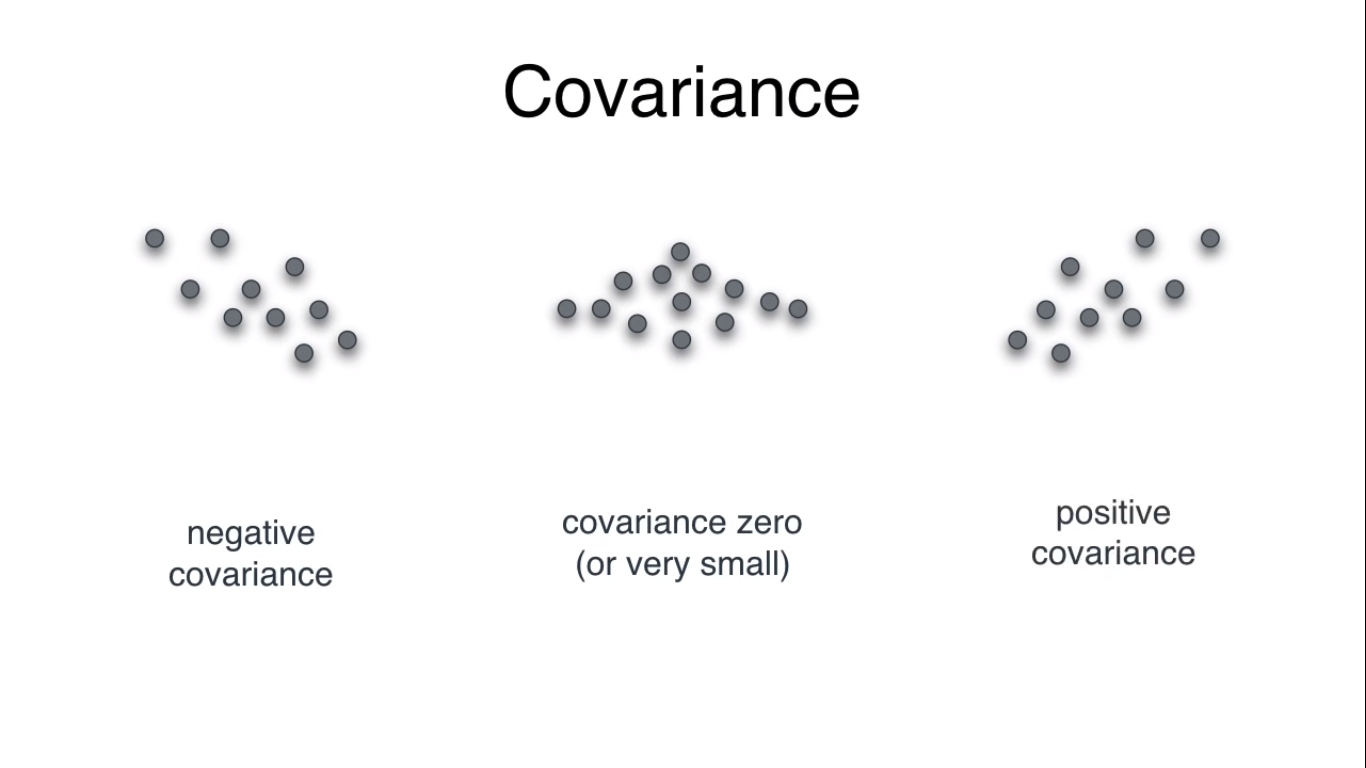 Covariance
negative
covariance
covariance zero
(or very small)
positive
covariance